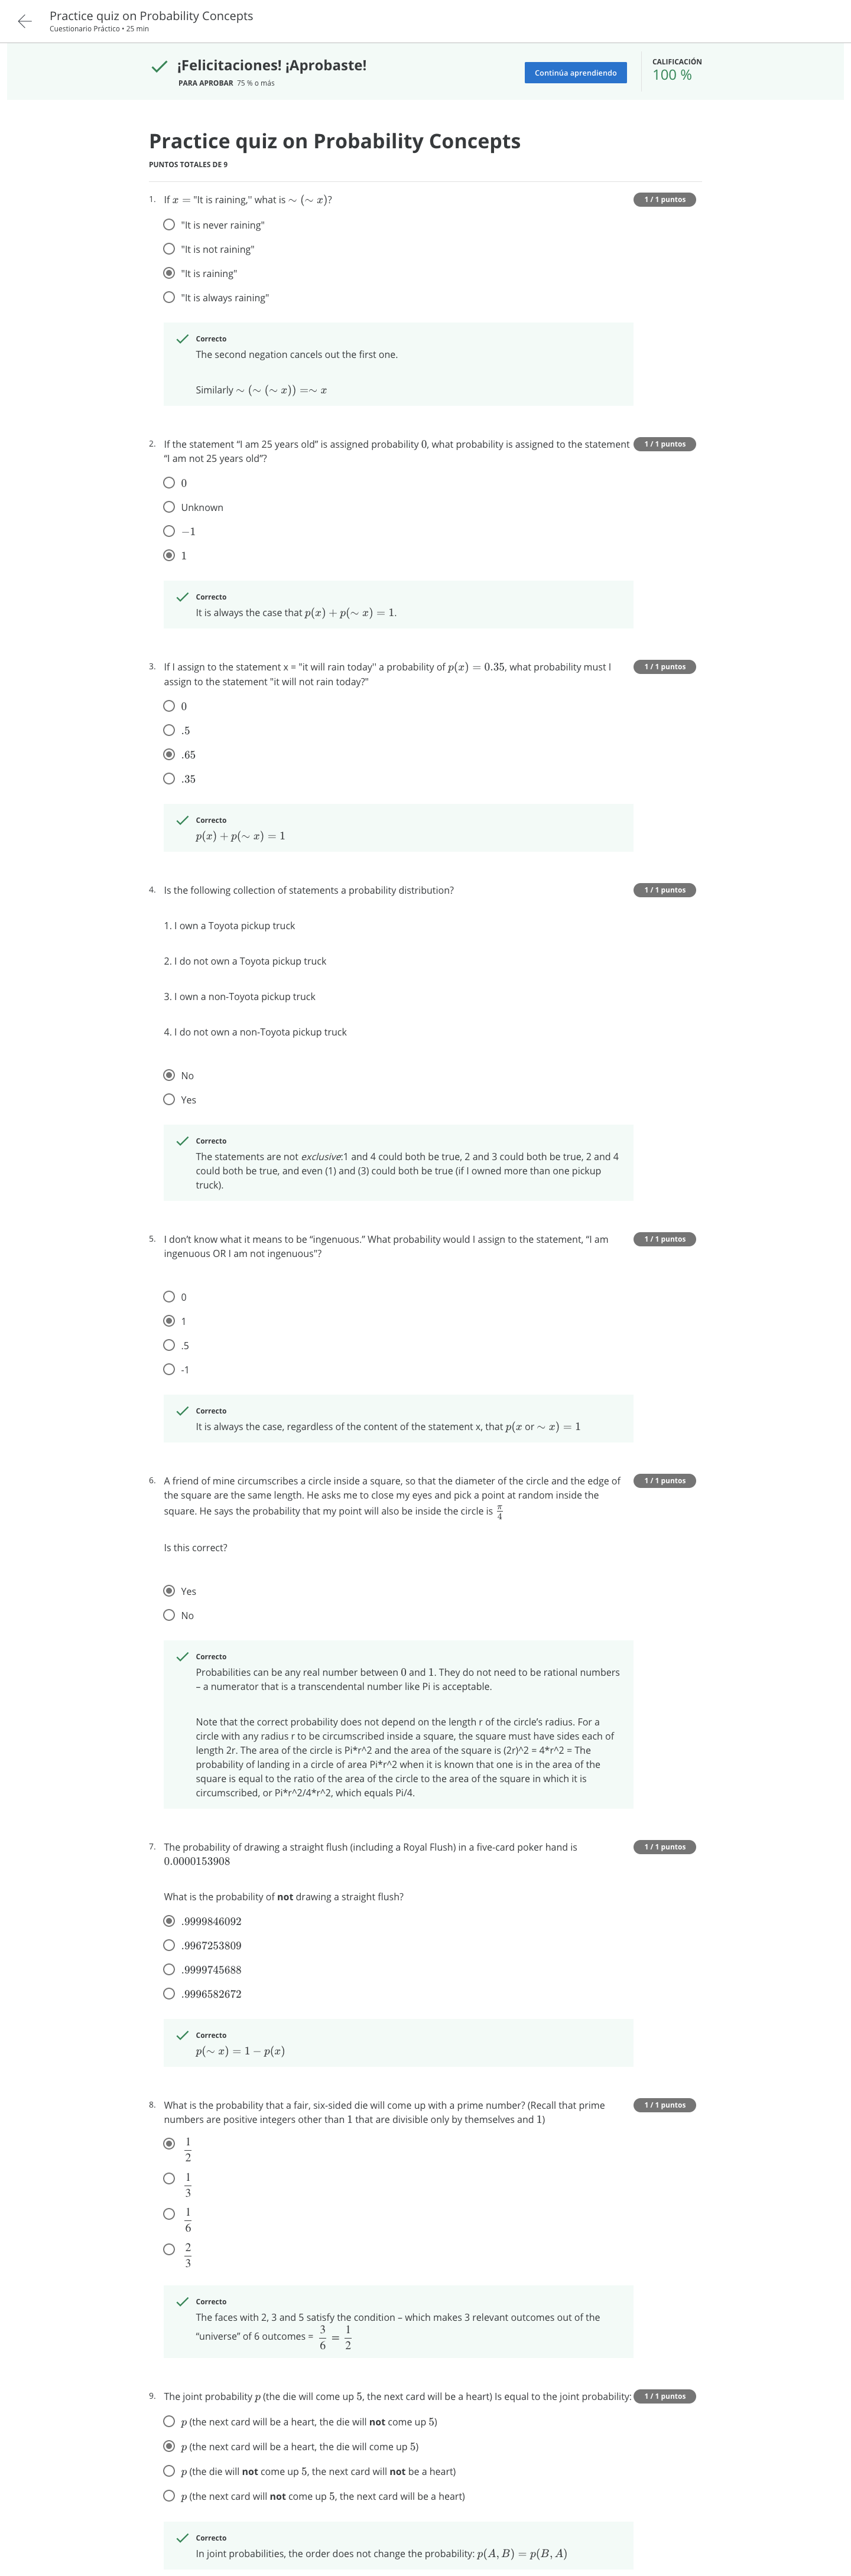 Practice quiz on Probability Concepts
Cuestionario Práctico • 25 min
¡Felicitaciones! ¡Aprobaste!
PARA APROBAR 75 % o más
Continúa aprendiendo
CALIFICACIÓN
100 %
Practice quiz on Probability Concepts
PUNTOS TOTALES DE 9
1. If x = "It is raining," what is ∼ (∼ x)?
1 / 1 puntos
"It is never raining"
"It is not raining"
"It is raining"
"It is always raining"
Correcto
The second negation cancels out the first one.
Similarly ∼ (∼ (∼ x)) =∼ x
2. If the statement “I am 25 years old” is assigned probability 0, what probability is assigned to the statement
“I am not 25 years old”?
1 / 1 puntos
0
Unknown
−1
1
Correcto
It is always the case that p(x) + p(∼ x) = 1.
3. If I assign to the statement x = "it will rain today" a probability of p(x) = 0.35, what probability must I
assign to the statement "it will not rain today?"
1 / 1 puntos
0
.5
.65
.35
Correcto
p(x) + p(∼ x) = 1
4. Is the following collection of statements a probability distribution?
1 / 1 puntos
1. I own a Toyota pickup truck
2. I do not own a Toyota pickup truck
3. I own a non-Toyota pickup truck
4. I do not own a non-Toyota pickup truck
No
Yes
Correcto
The statements are not exclusive:1 and 4 could both be true, 2 and 3 could both be true, 2 and 4
could both be true, and even (1) and (3) could both be true (if I owned more than one pickup
truck).
5. I don’t know what it means to be “ingenuous.” What probability would I assign to the statement, “I am
ingenuous OR I am not ingenuous"?
1 / 1 puntos
0
1
.5
-1
Correcto
It is always the case, regardless of the content of the statement x, that p(x or ∼ x) = 1
6. A friend of mine circumscribes a circle inside a square, so that the diameter of the circle and the edge of
the square are the same length. He asks me to close my eyes and pick a point at random inside the
square. He says the probability that my point will also be inside the circle is π/4
1 / 1 puntos
Is this correct?
Yes
No
Correcto
Probabilities can be any real number between 0 and 1. They do not need to be rational numbers
– a numerator that is a transcendental number like Pi is acceptable.
Note that the correct probability does not depend on the length r of the circle’s radius. For a
circle with any radius r to be circumscribed inside a square, the square must have sides each of
length 2r. The area of the circle is Pi*r^2 and the area of the square is (2r)^2 = 4*r^2 = The
probability of landing in a circle of area Pi*r^2 when it is known that one is in the area of the
square is equal to the ratio of the area of the circle to the area of the square in which it is
circumscribed, or Pi*r^2/4*r^2, which equals Pi/4.
7. The probability of drawing a straight flush (including a Royal Flush) in a five-card poker hand is
0.0000153908
1 / 1 puntos
What is the probability of not drawing a straight flush?
.9999846092
.9967253809
.9999745688
.9996582672
Correcto
p(∼ x) = 1 − p(x)
8. What is the probability that a fair, six-sided die will come up with a prime number? (Recall that prime
numbers are positive integers other than 1 that are divisible only by themselves and 1)
1 / 1 puntos
1/2
1/3
1/6
2/3
Correcto
The faces with 2, 3 and 5 satisfy the condition – which makes 3 relevant outcomes out of the
“universe” of 6 outcomes = 3/6 = 1/2
9. The joint probability p (the die will come up 5, the next card will be a heart) Is equal to the joint probability:
1 / 1 puntos
p (the next card will be a heart, the die will not come up 5)
p (the next card will be a heart, the die will come up 5)
p (the die will not come up 5, the next card will not be a heart)
p (the next card will not come up 5, the next card will be a heart)
Correcto
In joint probabilities, the order does not change the probability: p(A, B) = p(B, A)